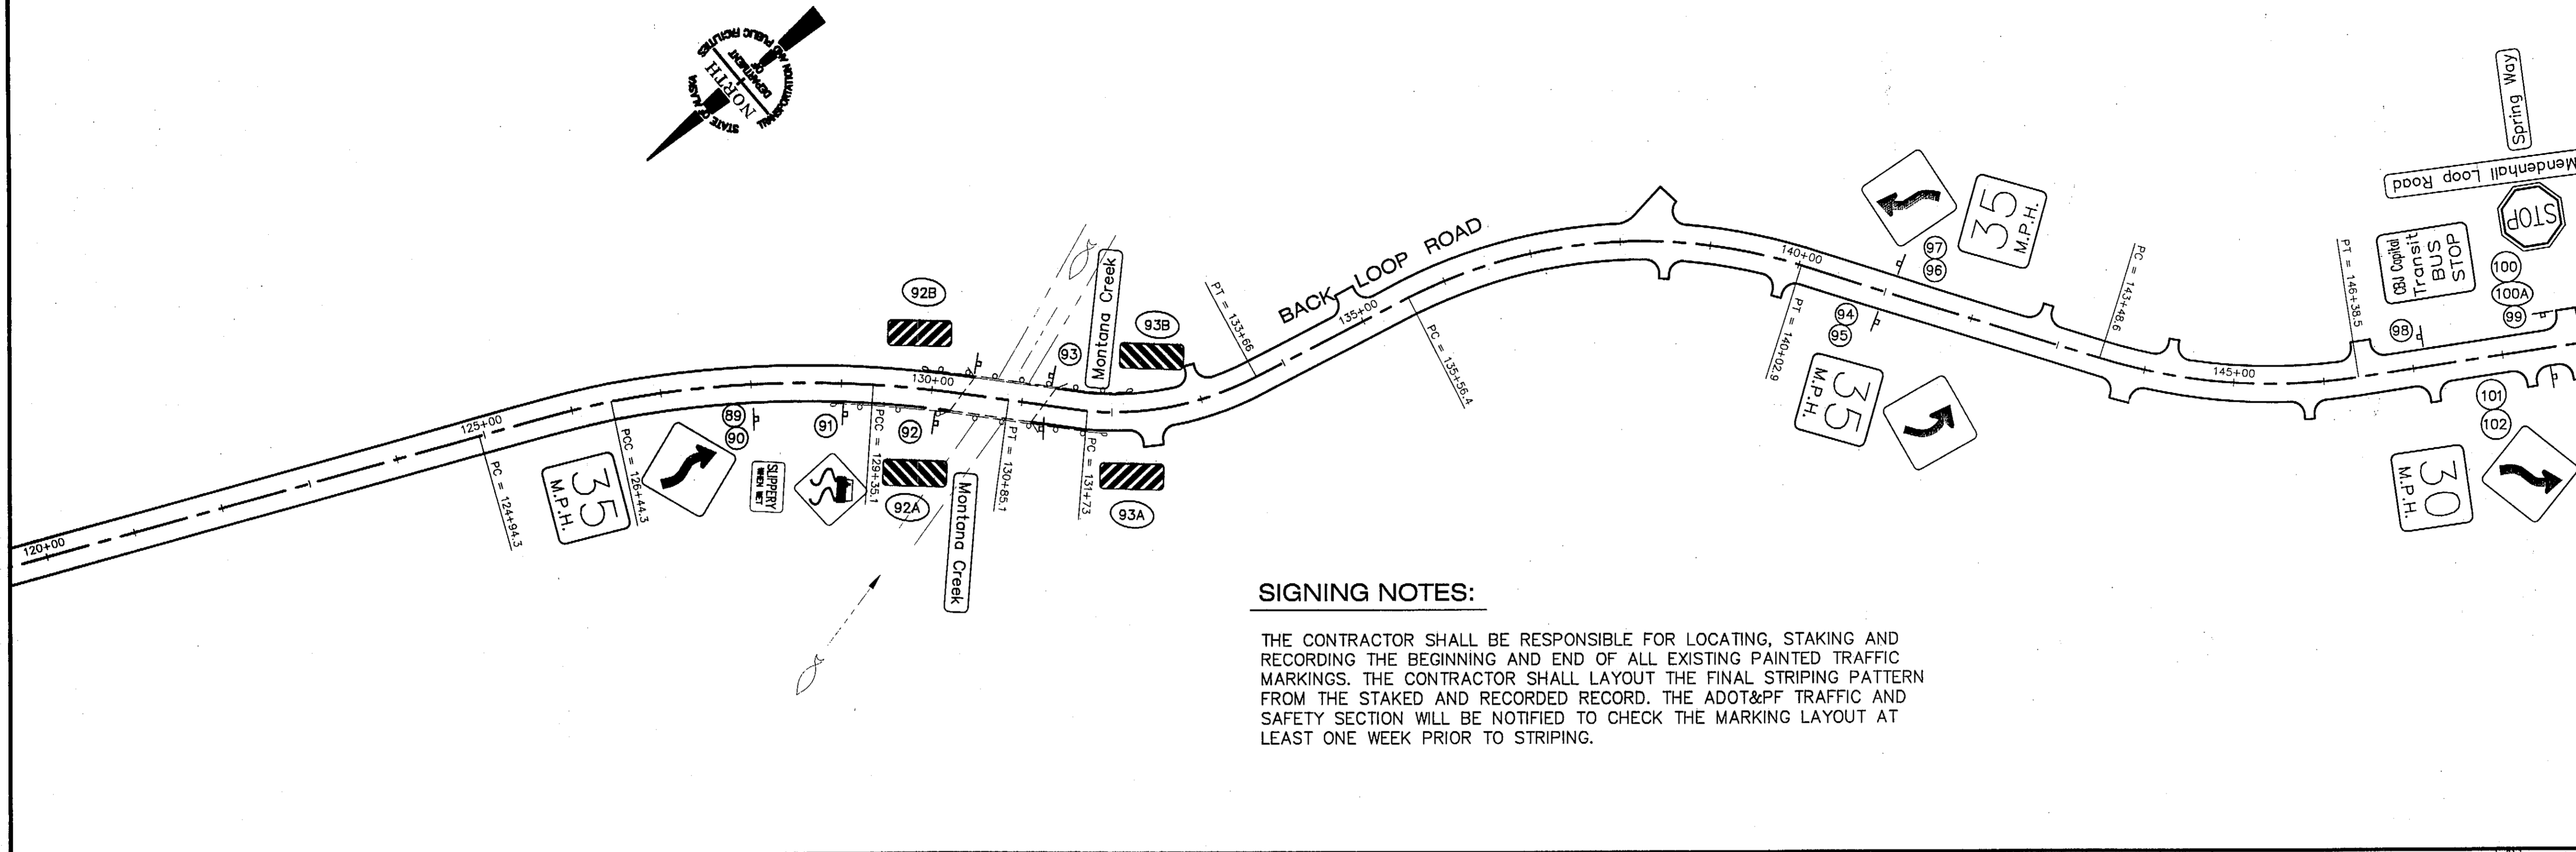 STATE OF ALASKA
DEPARTMENT
OF
TRANSPORTATION AND PUBLIC FACILITIES
NORTH
120+00
125+00
PC = 124+94.3
35
M.P.H.
PCC = 126+44.3
89
90
SLIPPERY
WHEN WET
91
PCC = 129+35.1
92
92A
92B
130+00
Montana Creek
PT = 130+85.1
93
Montana Creek
PC = 131+73
93A
93B
PT = 133+66
BACK LOOP ROAD
135+00
PC = 135+56.4
140+00
PT = 140+02.9
97
96
35
M.P.H.
94
95
35
M.P.H.
PC = 143+48.6
145+00
PT = 146+38.5
98
CBJ Capital
Transit
BUS
STOP
Spring Way
Mendenhall Loop Road
STOP
100
100A
99
101
102
30
M.P.H.
SIGNING NOTES:
THE CONTRACTOR SHALL BE RESPONSIBLE FOR LOCATING, STAKING AND
RECORDING THE BEGINNING AND END OF ALL EXISTING PAINTED TRAFFIC
MARKINGS. THE CONTRACTOR SHALL LAYOUT THE FINAL STRIPING PATTERN
FROM THE STAKED AND RECORDED RECORD. THE ADOT&PF TRAFFIC AND
SAFETY SECTION WILL BE NOTIFIED TO CHECK THE MARKING LAYOUT AT
LEAST ONE WEEK PRIOR TO STRIPING.